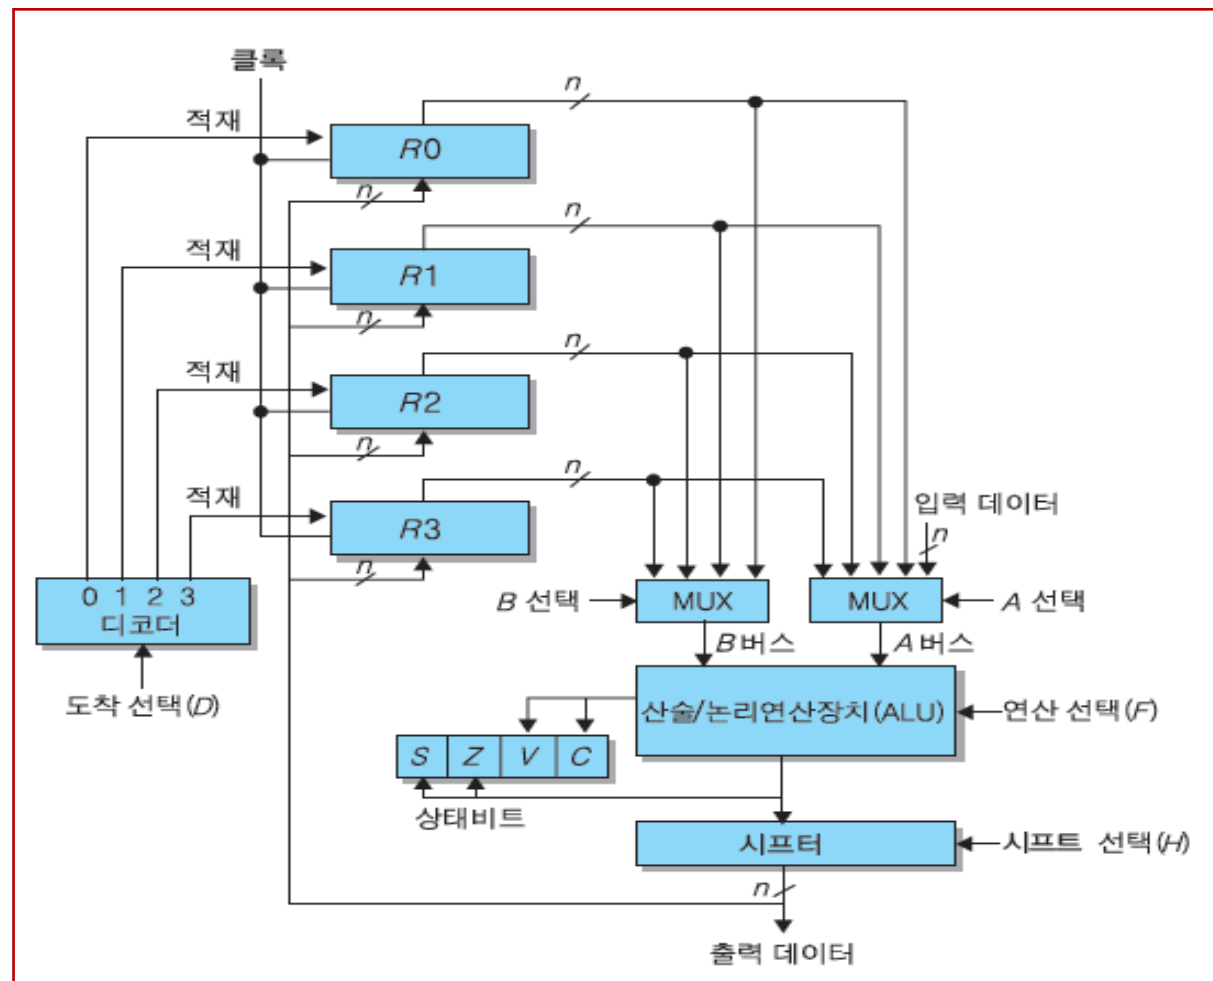 클록
n
적재
R0
n
n
적재
R1
n
n
적재
R2
n
n
적재
R3
n
입력 데이터
n
0 1 2 3
디코더
B 선택
MUX
MUX
A 선택
B 버스
A 버스
도착 선택(D)
산술/논리연산장치(ALU)
연산 선택(F)
S Z V C
상태비트
시프터
시프트 선택(H)
n
출력 데이터